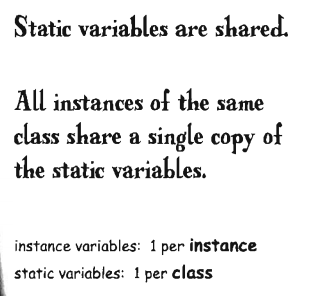 Static variables are shared.
All instances of the same
class share a single copy of
the static variables.
instance variables: 1 per instance
static variables: 1 per class